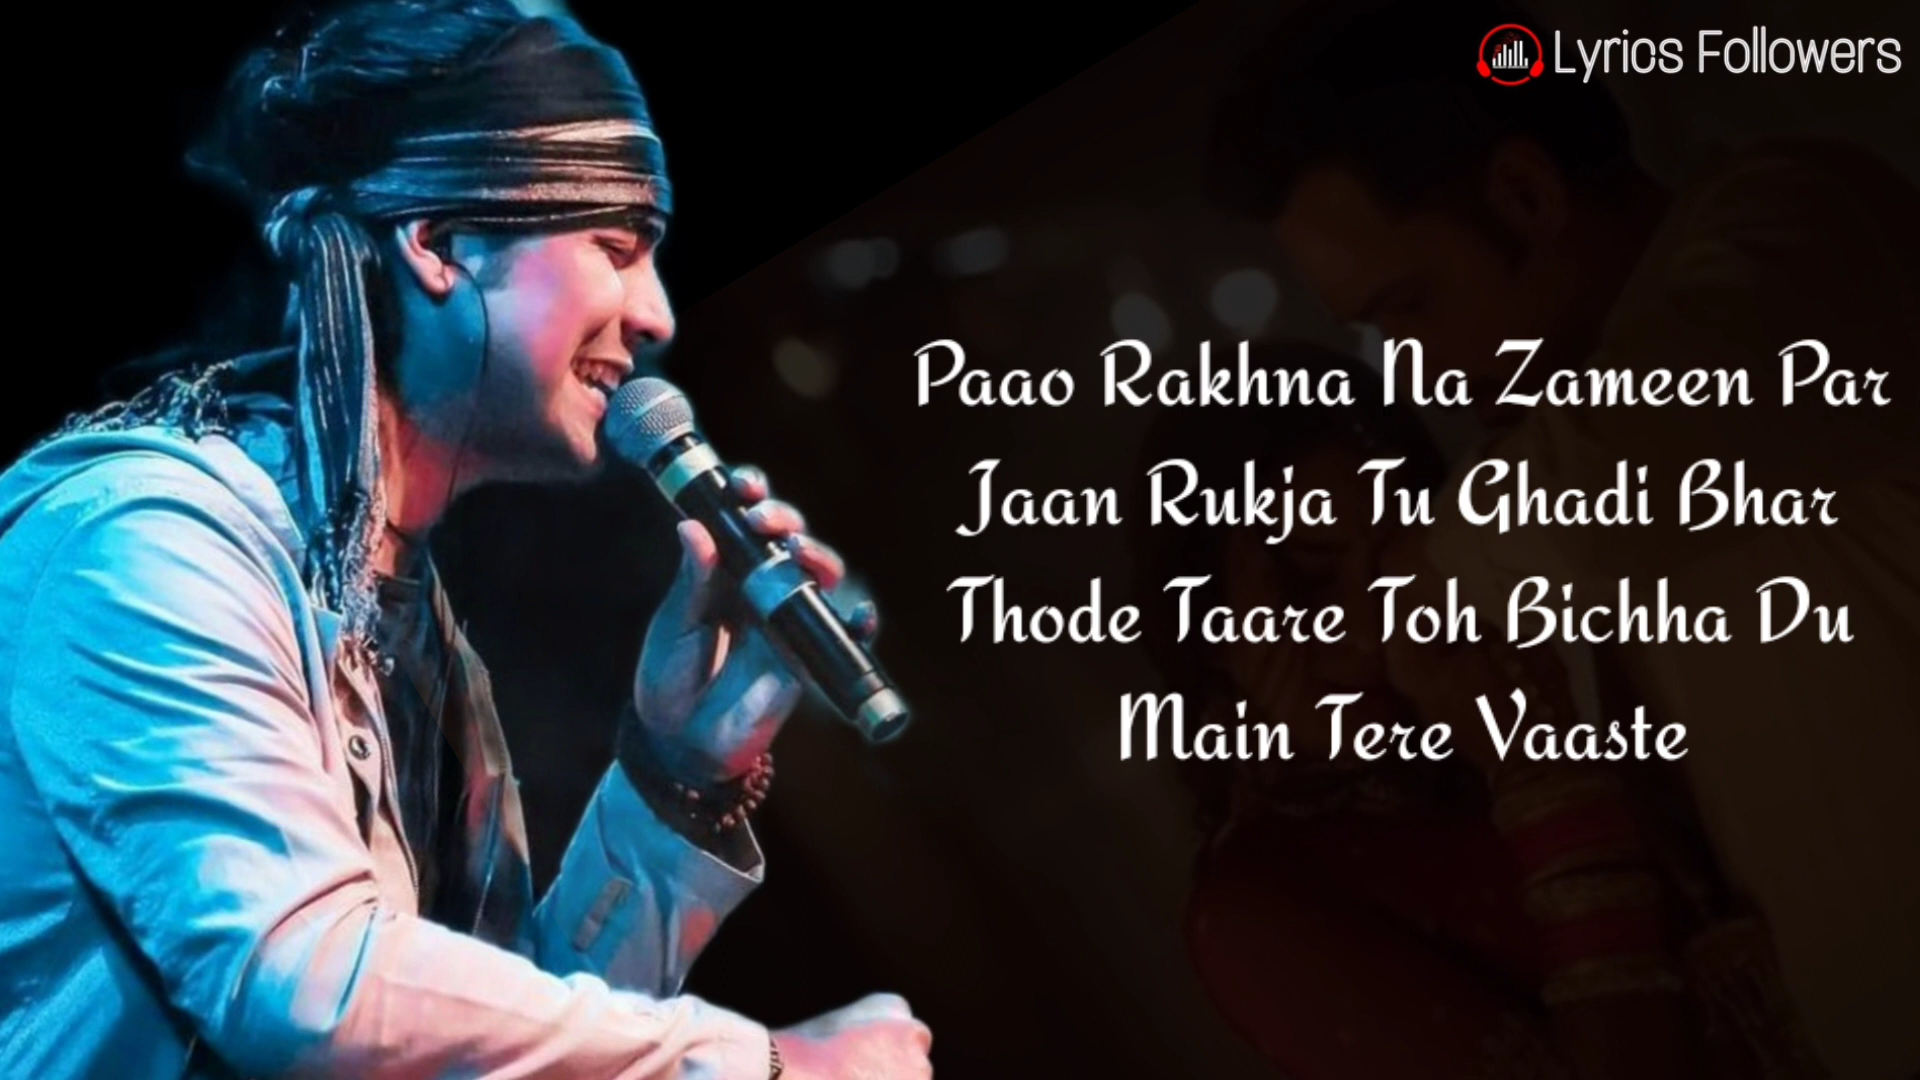 Lyrics Followers
Paao Rakhna Na Zameen Par
Jaan Rukja Tu Ghadi Bhar
Thode Taare Toh Bichha Du
Main Tere Vaaste